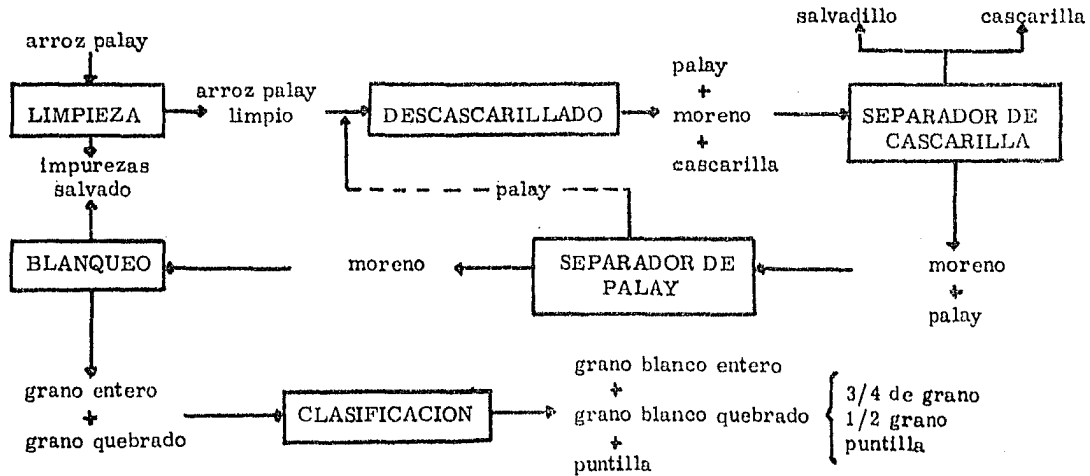 salvadillo
cascarilla
arroz palay
LIMPIEZA
arroz palay
limpio
DESCASCARILLADO
palay
+
moreno
+
cascarilla
SEPARADOR DE
CASCARILLA
impurezas
salvado
palay
BLANQUEO
moreno
SEPARADOR DE
PALAY
moreno
+
palay
grano entero
+
grano quebrado
CLASIFICACION
grano blanco entero
+
grano blanco quebrado
+
puntilla
3/4 de grano
1/2 grano
puntilla